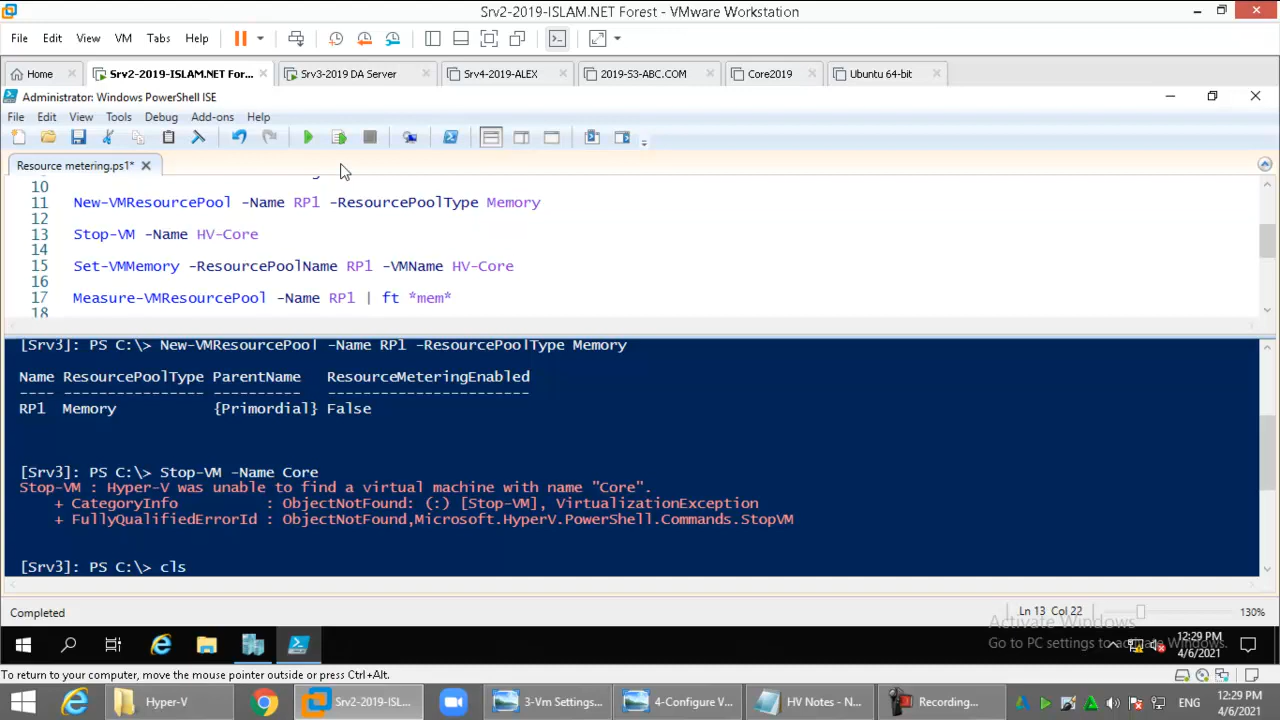 Srv2-2019-ISLAM.NET Forest - VMware Workstation
File Edit View VM Tabs Help
Home Srv2-2019-ISLAM.NET For... Srv3-2019 DA Server Srv4-2019-ALEX 2019-S3-ABC.COM Core2019 Ubuntu 64-bit
Administrator: Windows PowerShell ISE
File Edit View Tools Debug Add-ons Help
Resource metering.ps1*
10
11 New-VMResourcePool -Name RP1 -ResourcePoolType Memory
12
13 Stop-VM -Name HV-Core
14
15 Set-VMMemory -ResourcePoolName RP1 -VMName HV-Core
16
17 Measure-VMResourcePool -Name RP1 | ft *mem*
18
[Srv3]: PS C:\> New-VMResourcePool -Name RP1 -ResourcePoolType Memory
Name ResourcePoolType ParentName ResourceMeteringEnabled
---- ---------------- ---------- -----------------------
RP1 Memory {Primordial} False
[Srv3]: PS C:\> Stop-VM -Name Core
Stop-VM : Hyper-V was unable to find a virtual machine with name "Core".
+ CategoryInfo : ObjectNotFound: (:) [Stop-VM], VirtualizationException
+ FullyQualifiedErrorId : ObjectNotFound,Microsoft.HyperV.PowerShell.Commands.StopVM
[Srv3]: PS C:\> cls
Completed Ln 13 Col 22 130%
Activate Windows
Go to PC settings to activate Windows.
12:29 PM
4/6/2021
To return to your computer, move the mouse pointer outside or press Ctrl+Alt.
Hyper-V Srv2-2019-ISL... 3-Vm Settings... 4-Configure V... HV Notes - N... Recording... ENG 12:29 PM
4/6/2021